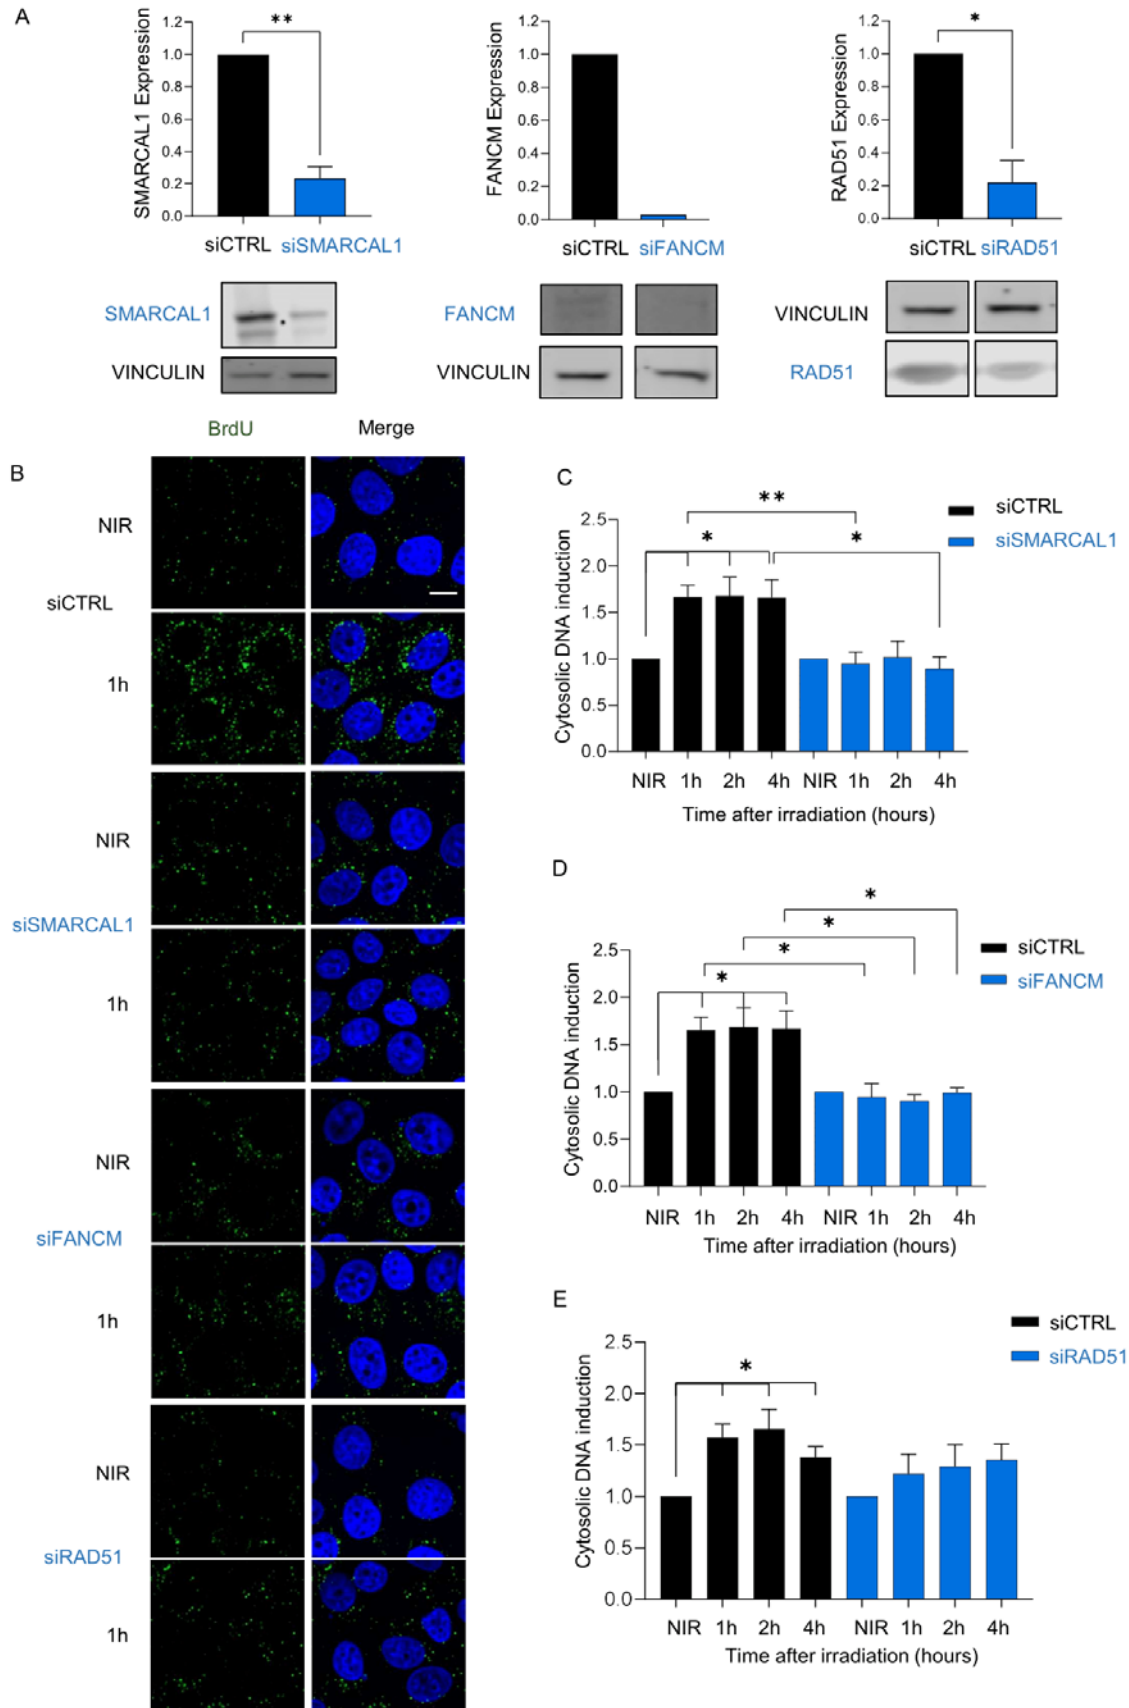 A
**
*
1.2
1.0
0.8
0.6
0.4
0.2
0.0
SMARCAL1 Expression
siCTRL siSMARCAL1
1.2
1.0
0.8
0.6
0.4
0.2
0.0
FANCM Expression
siCTRL siFANCM
1.2
1.0
0.8
0.6
0.4
0.2
0.0
RAD51 Expression
siCTRL siRAD51
SMARCAL1
VINCULIN
FANCM
VINCULIN
VINCULIN
RAD51
B
BrdU Merge
NIR
siCTRL
1h
NIR
siSMARCAL1
1h
NIR
siFANCM
1h
NIR
siRAD51
1h
C
siCTRL
siSMARCAL1
**
*
*
2.5
2.0
1.5
1.0
0.5
0.0
Cytosolic DNA induction
NIR 1h 2h 4h NIR 1h 2h 4h
Time after irradiation (hours)
D
siCTRL
siFANCM
*
*
*
*
2.5
2.0
1.5
1.0
0.5
0.0
Cytosolic DNA induction
NIR 1h 2h 4h NIR 1h 2h 4h
Time after irradiation (hours)
E
siCTRL
siRAD51
*
2.5
2.0
1.5
1.0
0.5
0.0
Cytosolic DNA induction
NIR 1h 2h 4h NIR 1h 2h 4h
Time after irradiation (hours)